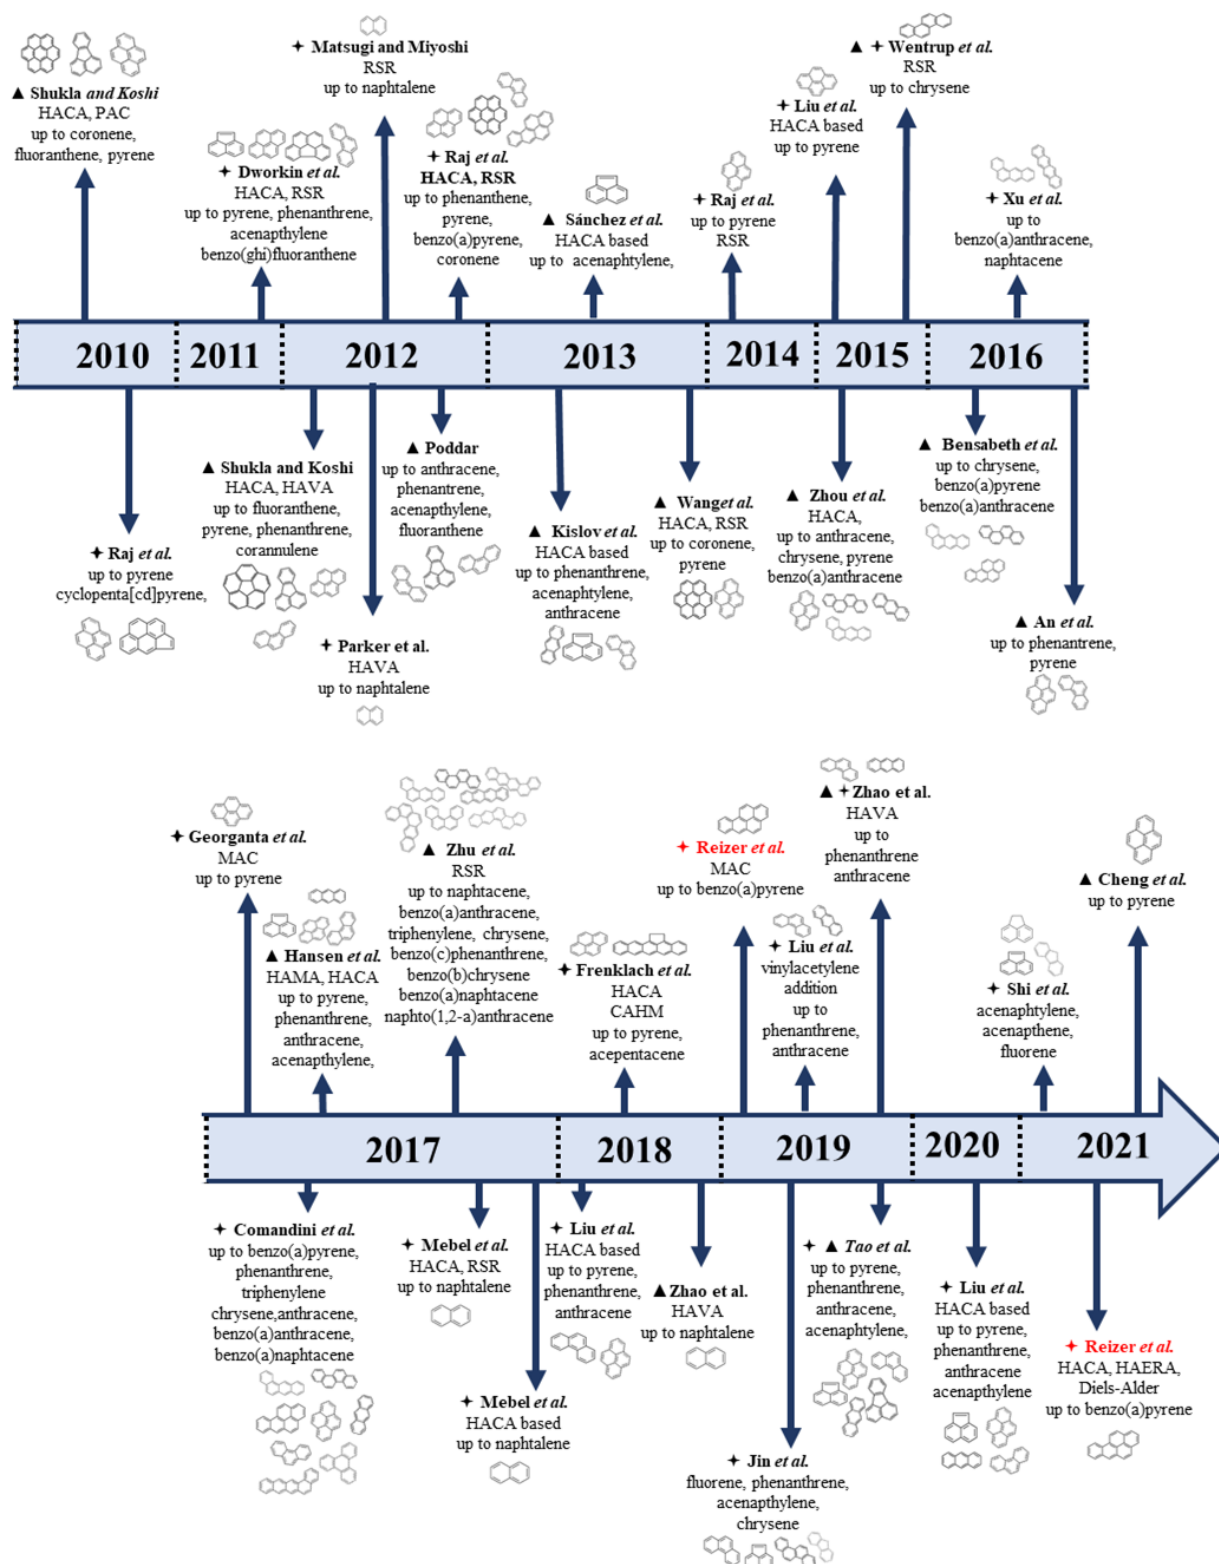 ▲ Shukla and Koshi
HACA, PAC
up to coronene,
fluoranthene, pyrene
✦ Dworkin et al.
HACA, RSR
up to pyrene, phenanthrene,
acenapthylene
benzo(ghi)fluoranthene
✦ Matsugi and Miyoshi
RSR
up to naphtalene
✦ Raj et al.
HACA, RSR
up to phenanthene,
pyrene,
benzo(a)pyrene,
coronene
▲ Sánchez et al.
HACA based
up to acenaphtylene,
✦ Raj et al.
up to pyrene
RSR
✦ Liu et al.
HACA based
up to pyrene
▲ ✦ Wentrup et al.
RSR
up to chrysene
✦ Xu et al.
up to
benzo(a)anthracene,
naphtacene
2010
2011
2012
2013
2014
2015
2016
✦ Raj et al.
up to pyrene
cyclopenta[cd]pyrene,
▲ Shukla and Koshi
HACA, HAVA
up to fluoranthene,
pyrene, phenanthrene,
corannulene
✦ Parker et al.
HAVA
up to naphtalene
▲ Poddar
up to anthracene,
phenantrene,
acenapthylene,
fluoranthene
▲ Kislov et al.
HACA based
up to phenanthrene,
acenaphtylene,
anthracene
▲ Wanget al.
HACA, RSR
up to coronene,
pyrene
▲ Zhou et al.
HACA,
up to anthracene,
chrysene, pyrene
benzo(a)anthracene
▲ Bensabeth et al.
up to chrysene,
benzo(a)pyrene
benzo(a)anthracene
▲ An et al.
up to phenantrene,
pyrene
✦ Georganta et al.
MAC
up to pyrene
▲ Hansen et al.
HAMA, HACA
up to pyrene,
phenanthrene,
anthracene,
acenapthylene,
▲ Zhu et al.
RSR
up to naphtacene,
benzo(a)anthracene,
triphenylene, chrysene,
benzo(c)phenanthrene,
benzo(b)chrysene
benzo(a)naphtacene
naphto(1,2-a)anthracene
✦ Frenklach et al.
HACA
CAHM
up to pyrene,
acepentacene
✦ Reizer et al.
MAC
up to benzo(a)pyrene
✦ Liu et al.
vinylacetylene
addition
up to
phenanthrene,
anthracene
▲ ✦ Zhao et al.
HAVA
up to
phenanthrene
anthracene
✦ Shi et al.
acenaphtylene,
acenapthene,
fluorene
▲ Cheng et al.
up to pyrene
2017
2018
2019
2020
2021
✦ Comandini et al.
up to benzo(a)pyrene,
phenanthrene,
triphenylene
chrysene,anthracene,
benzo(a)anthracene,
benzo(a)naphtacene
✦ Mebel et al.
HACA, RSR
up to naphtalene
✦ Mebel et al.
HACA based
up to naphtalene
✦ Liu et al.
HACA based
up to pyrene,
phenanthrene,
anthracene
▲Zhao et al.
HAVA
up to naphtalene
✦ Jin et al.
fluorene, phenanthrene,
acenapthylene,
chrysene
✦ ▲ Tao et al.
up to pyrene,
phenanthrene,
anthracene,
acenaphtylene,
✦ Liu et al.
HACA based
up to pyrene,
phenanthrene,
anthracene
acenapthylene
✦ Reizer et al.
HACA, HAERA,
Diels-Alder
up to benzo(a)pyrene